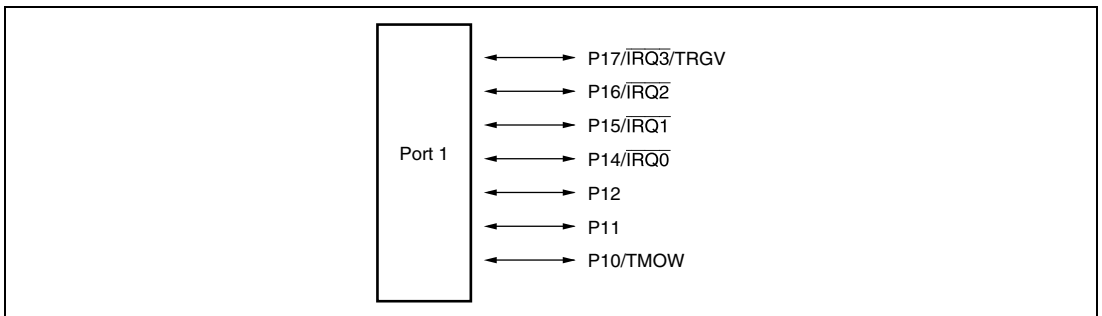 P17/IRQ3/TRGV
P16/IRQ2
P15/IRQ1
Port 1
P14/IRQ0
P12
P11
P10/TMOW